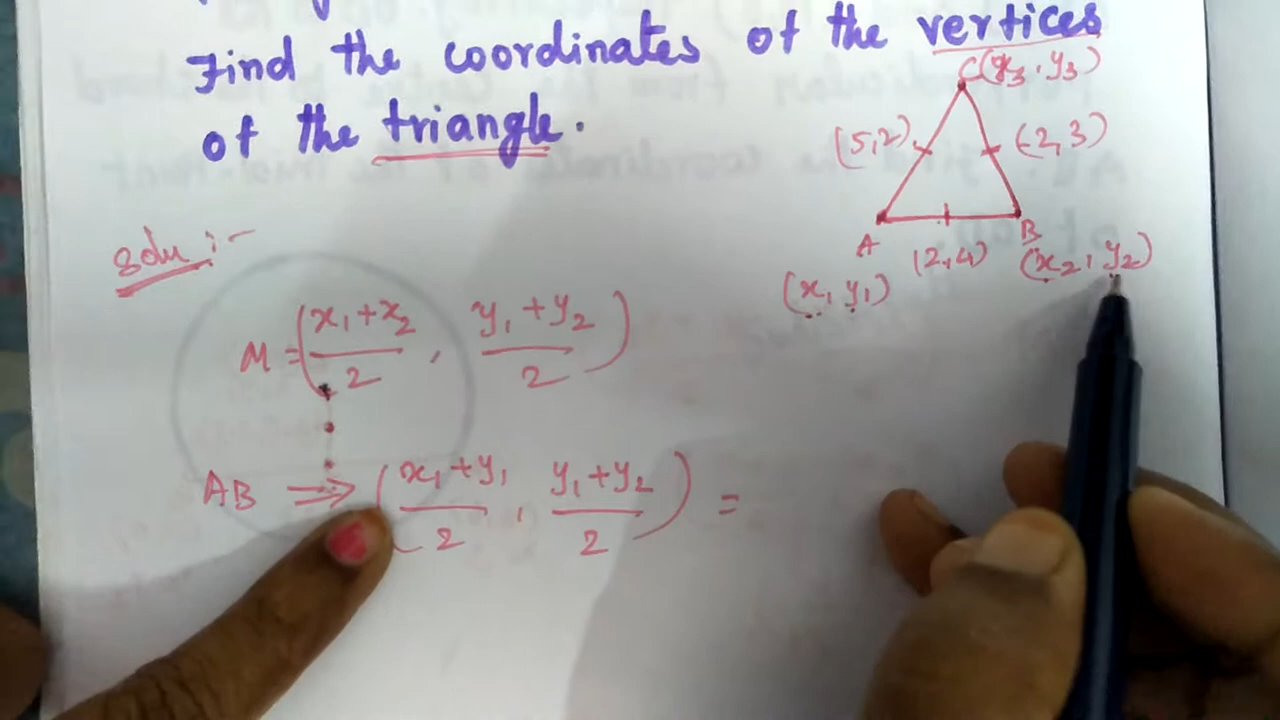 Find the coordinates of the vertices
of the triangle.
C(x3, y3)
(5,2)
(-2,3)
A
B
(2,4)
(x1 y1)
(x2, y2)
Solu :-
M = (x1+x2/2, y1+y2/2)
AB ⇒ (x1+y1/2, y1+y2/2) =